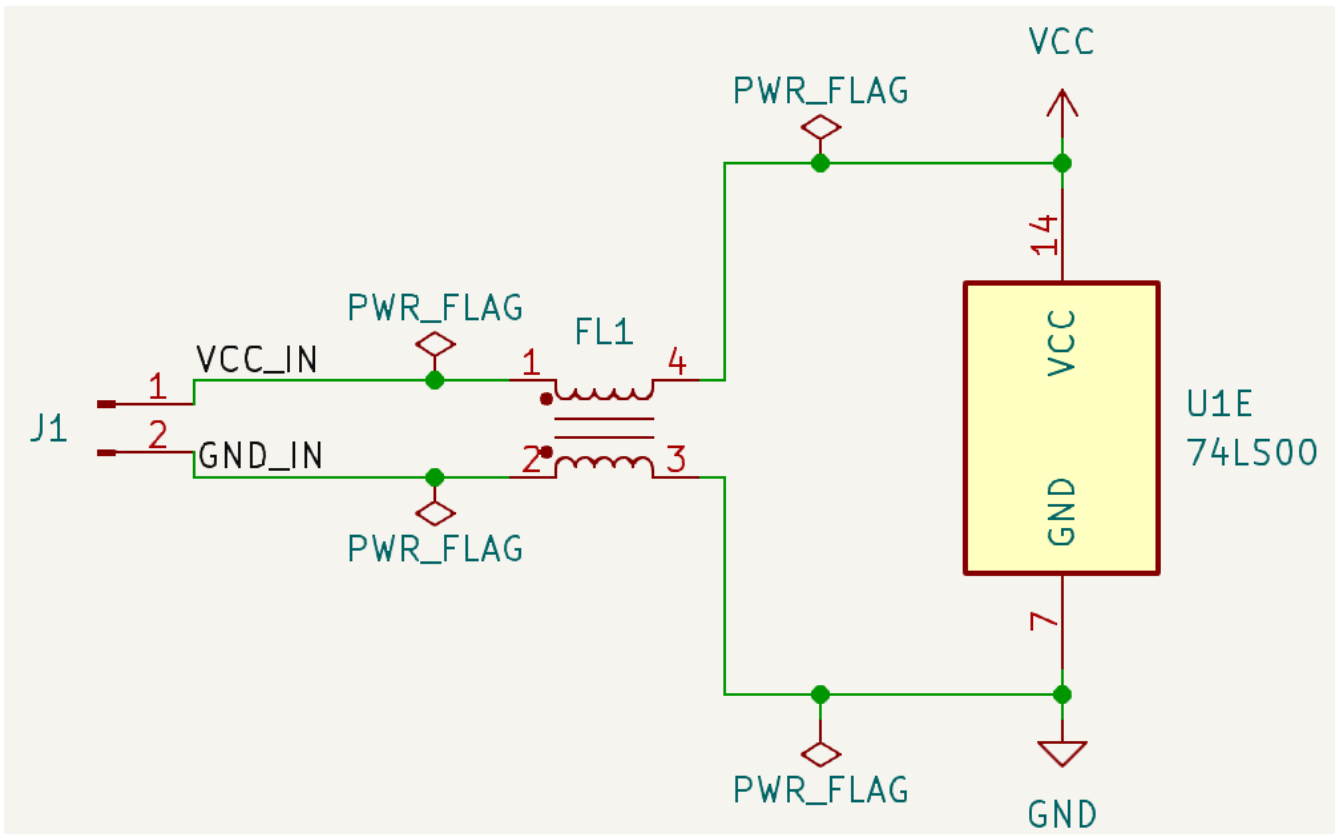 VCC
PWR_FLAG
14
PWR_FLAG
FL1
VCC
VCC_IN
1
4
1
J1
2
U1E
GND_IN
2
3
74LS00
GND
PWR_FLAG
7
PWR_FLAG
GND